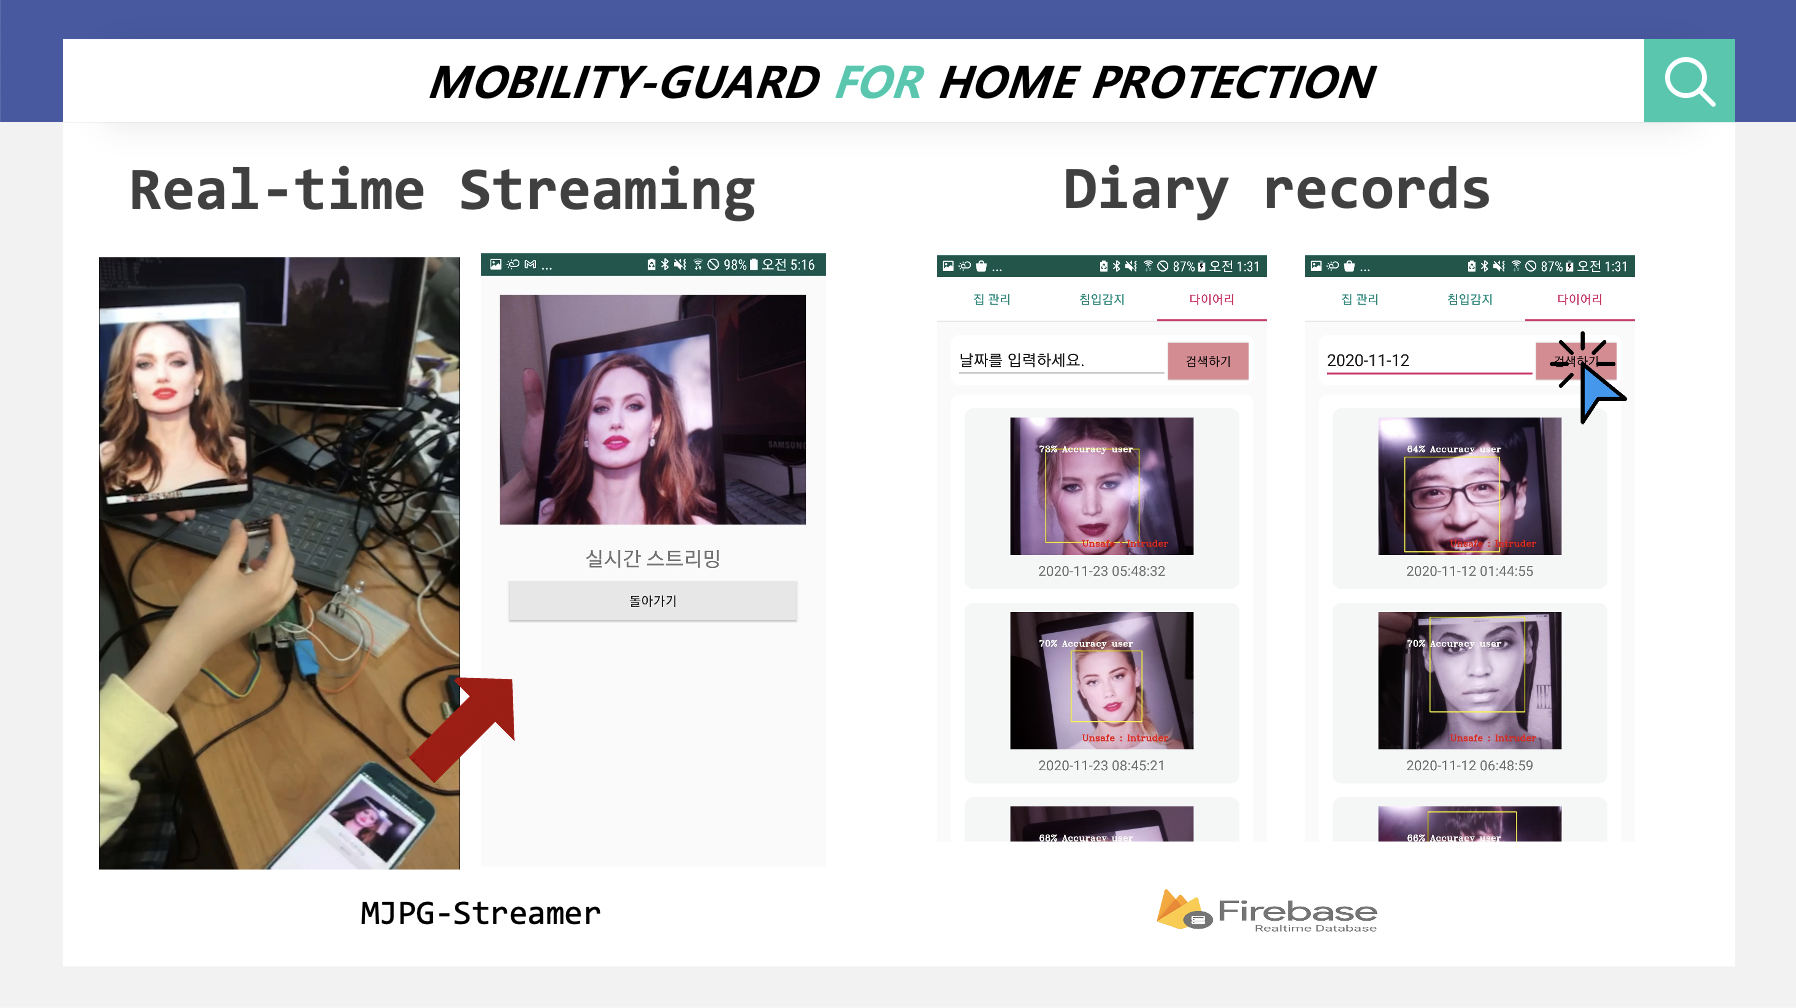 MOBILITY-GUARD FOR HOME PROTECTION
Real-time Streaming
98% 오전 5:16
SAMSUNG
실시간 스트리밍
돌아가기
MJPG-Streamer
Diary records
... 87% 오전 1:31
집 관리 침입감지 다이어리
날짜를 입력하세요. 검색하기
73% Accuracy user
Unsafe : Intruder
2020-11-23 05:48:32
70% Accuracy user
Unsafe : Intruder
2020-11-23 08:45:21
68% Accuracy user
... 87% 오전 1:31
집 관리 침입감지 다이어리
2020-11-12 검색하기
64% Accuracy user
Unsafe : Intruder
2020-11-12 01:44:55
70% Accuracy user
Unsafe : Intruder
2020-11-12 06:48:59
66% Accuracy user
Firebase
Realtime Database